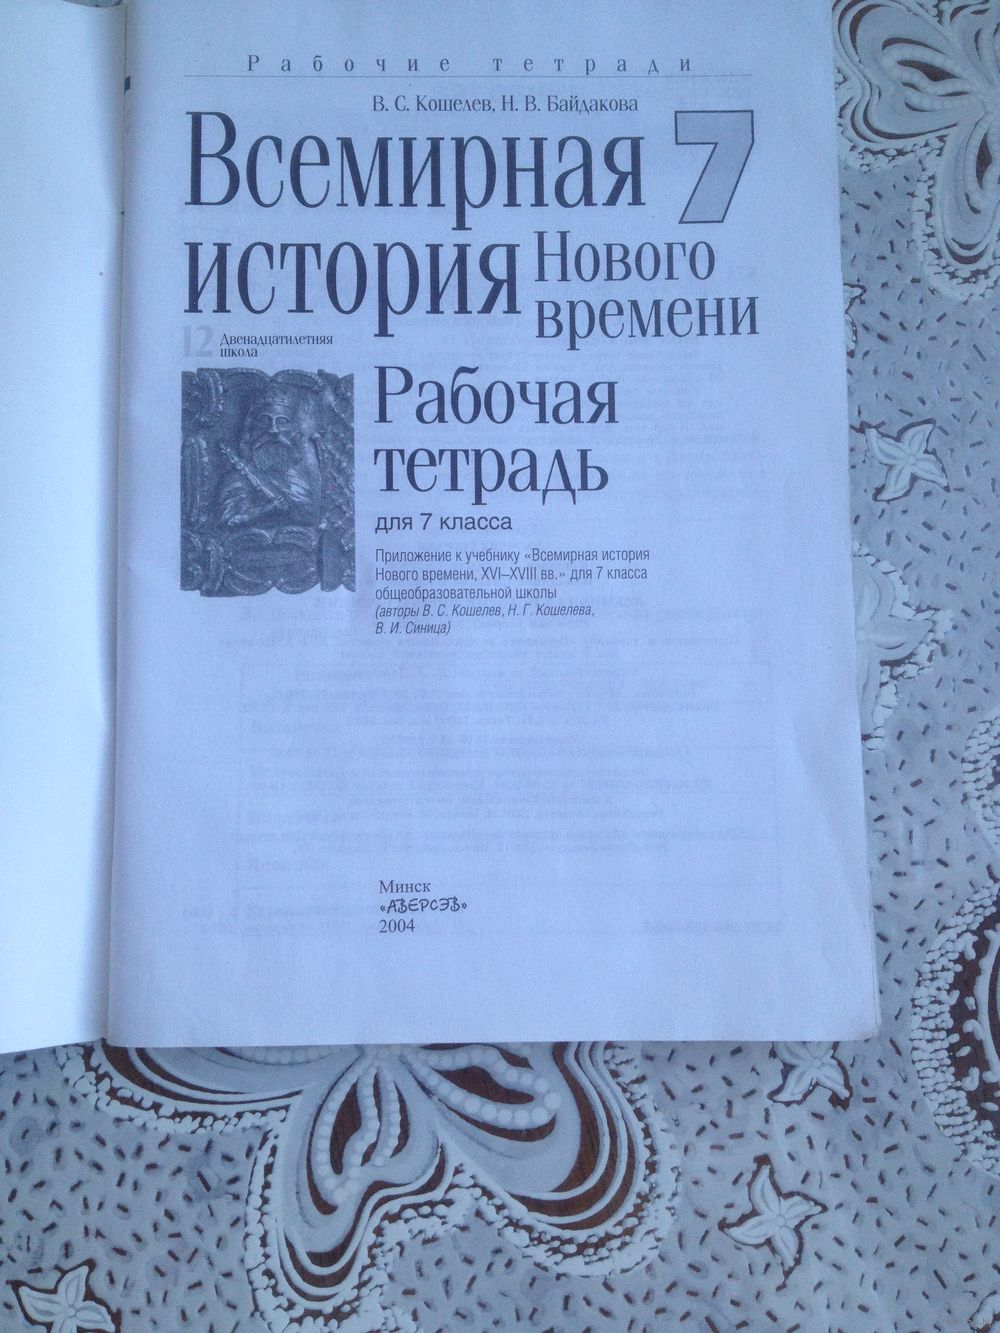 Рабочие тетради
В. С. Кошелев, Н. В. Байдакова
Всемирная 7
история Нового
времени
12 Двенадцатилетняя
школа
Рабочая
тетрадь
для 7 класса
Приложение к учебнику «Всемирная история
Нового времени, XVI–XVIII вв.» для 7 класса
общеобразовательной школы
(авторы В. С. Кошелев, Н. Г. Кошелева,
В. И. Синица)
Минск
«АВЕРСЭВ»
2004